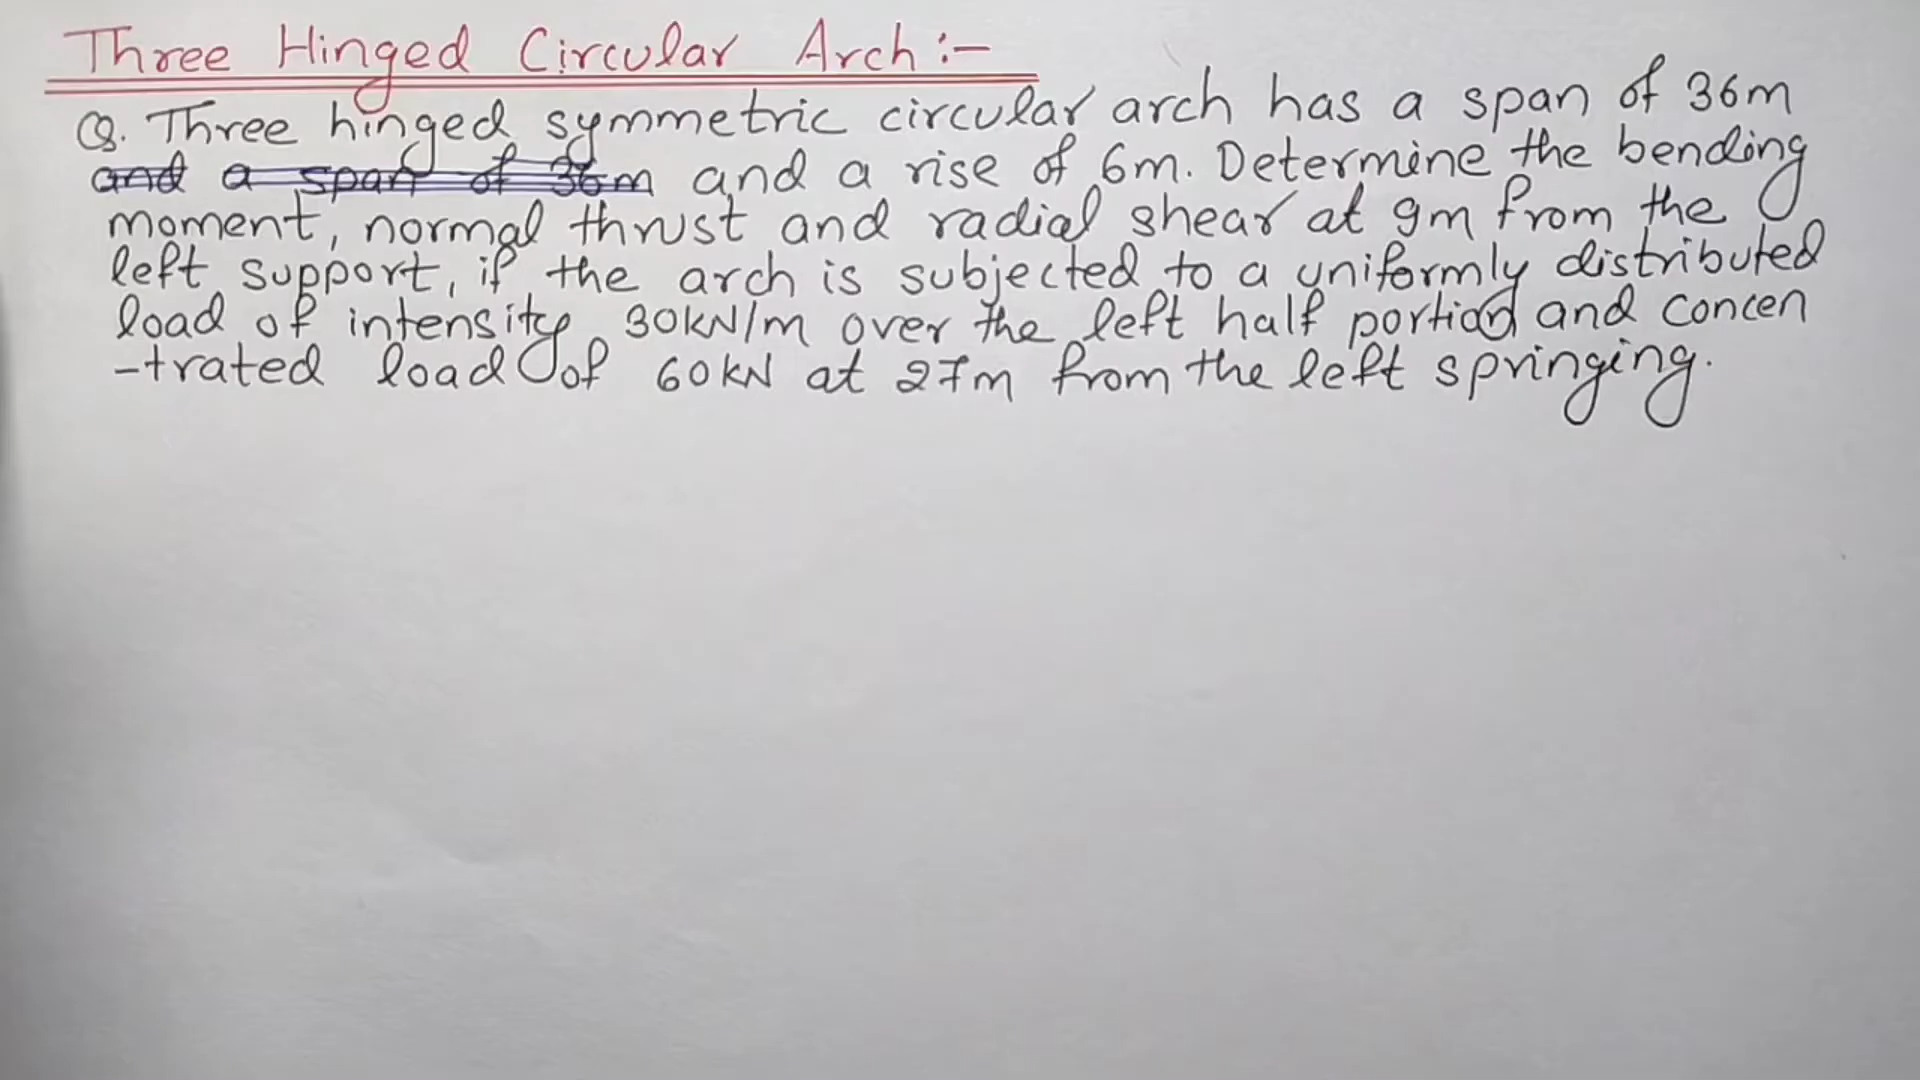 Three Hinged Circular Arch :-
Q. Three hinged symmetric circular arch has a span of 36m
and a span of 36m and a rise of 6m. Determine the bending
moment, normal thrust and radial shear at 9m from the
left support, if the arch is subjected to a uniformly distributed
load of intensity 30kN/m over the left half portion and concen
-trated load of 60kN at 27m from the left springing.